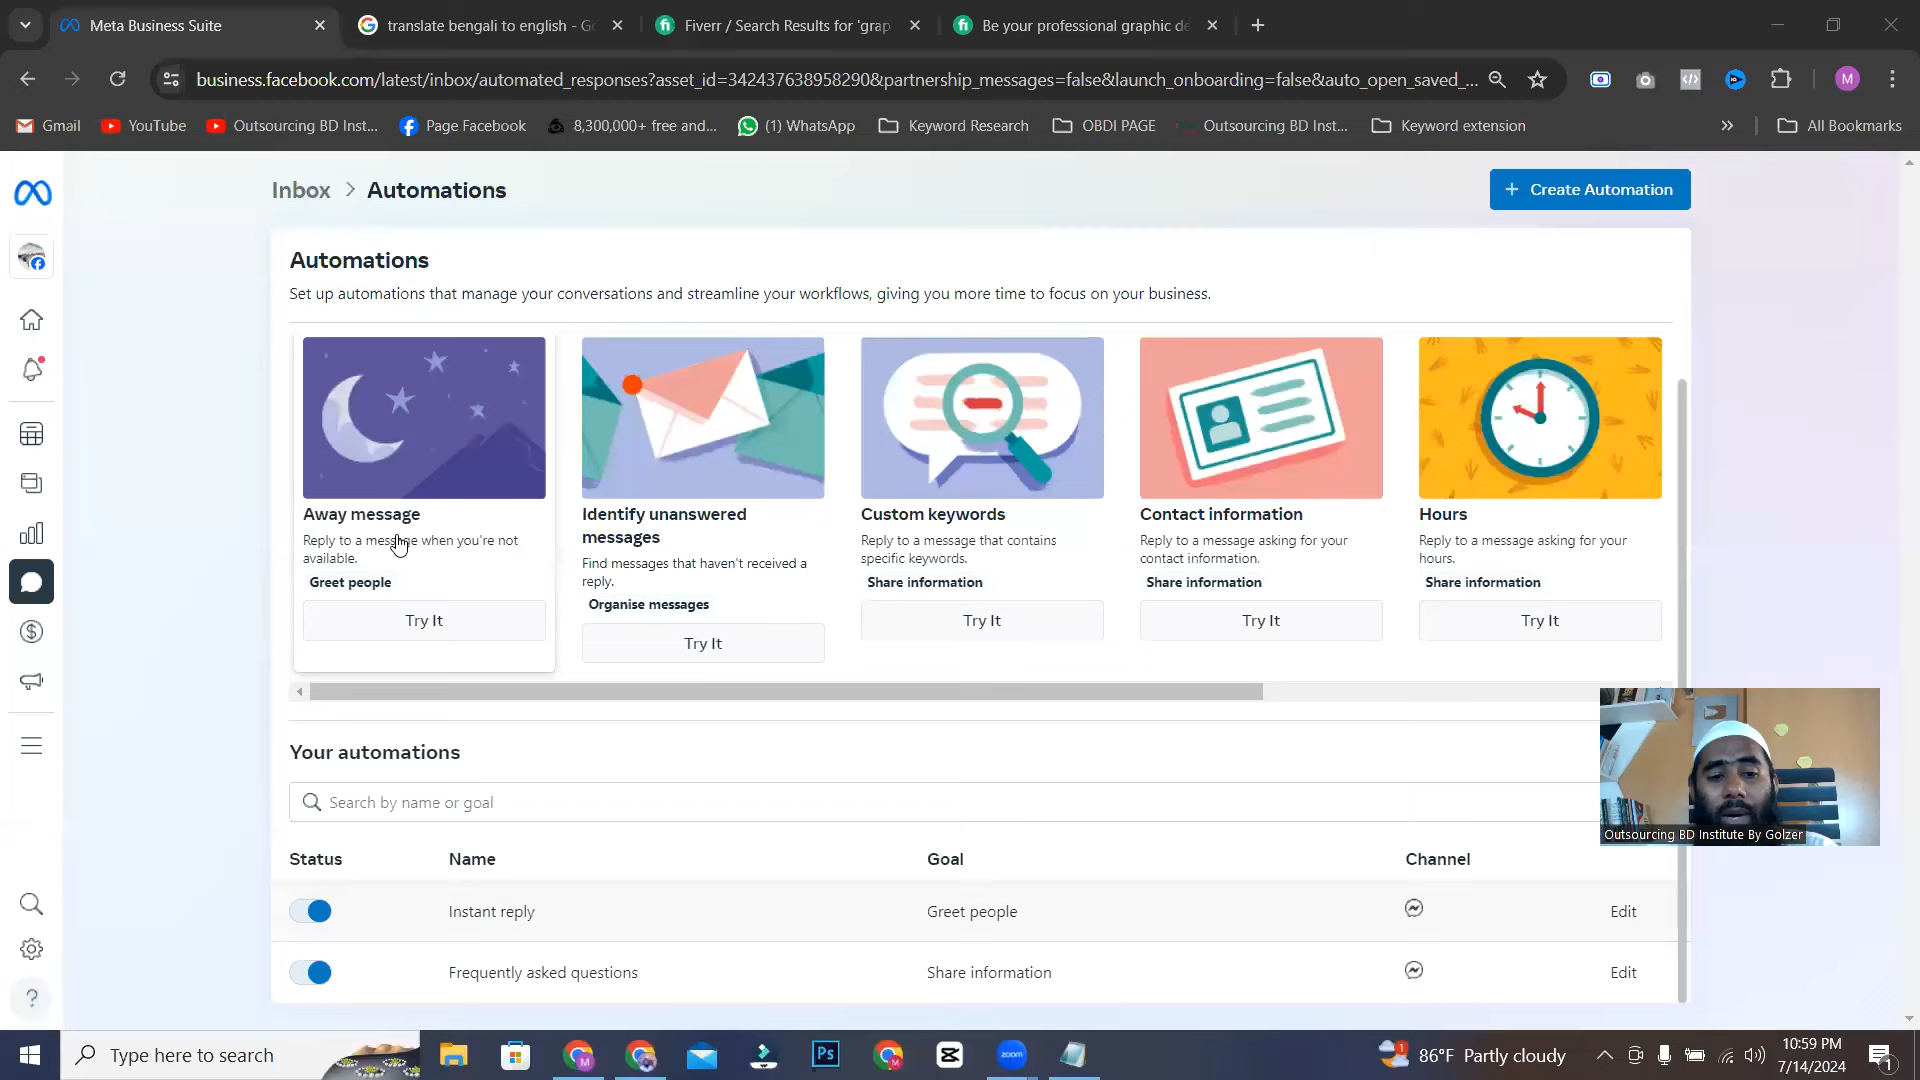 Meta Business Suite
translate bengali to english - Go
Fiverr / Search Results for 'grap
Be your professional graphic de
business.facebook.com/latest/inbox/automated_responses?asset_id=342437638958290&partnership_messages=false&launch_onboarding=false&auto_open_saved_...
M
Gmail
YouTube
Outsourcing BD Inst...
Page Facebook
8,300,000+ free and...
(1) WhatsApp
Keyword Research
OBDI PAGE
Outsourcing BD Inst...
Keyword extension
All Bookmarks
Inbox > Automations
+ Create Automation
Automations
Set up automations that manage your conversations and streamline your workflows, giving you more time to focus on your business.
Away message
Reply to a message when you're not
available.
Greet people
Try It
Identify unanswered
messages
Find messages that haven't received a
reply.
Organise messages
Try It
Custom keywords
Reply to a message that contains
specific keywords.
Share information
Try It
Contact information
Reply to a message asking for your
contact information.
Share information
Try It
Hours
Reply to a message asking for your
hours.
Share information
Try It
Your automations
Search by name or goal
Outsourcing BD Institute By Golzer
Status Name Goal Channel
Instant reply Greet people Edit
Frequently asked questions Share information Edit
Type here to search
Ps
zoom
86°F Partly cloudy
10:59 PM
7/14/2024
1